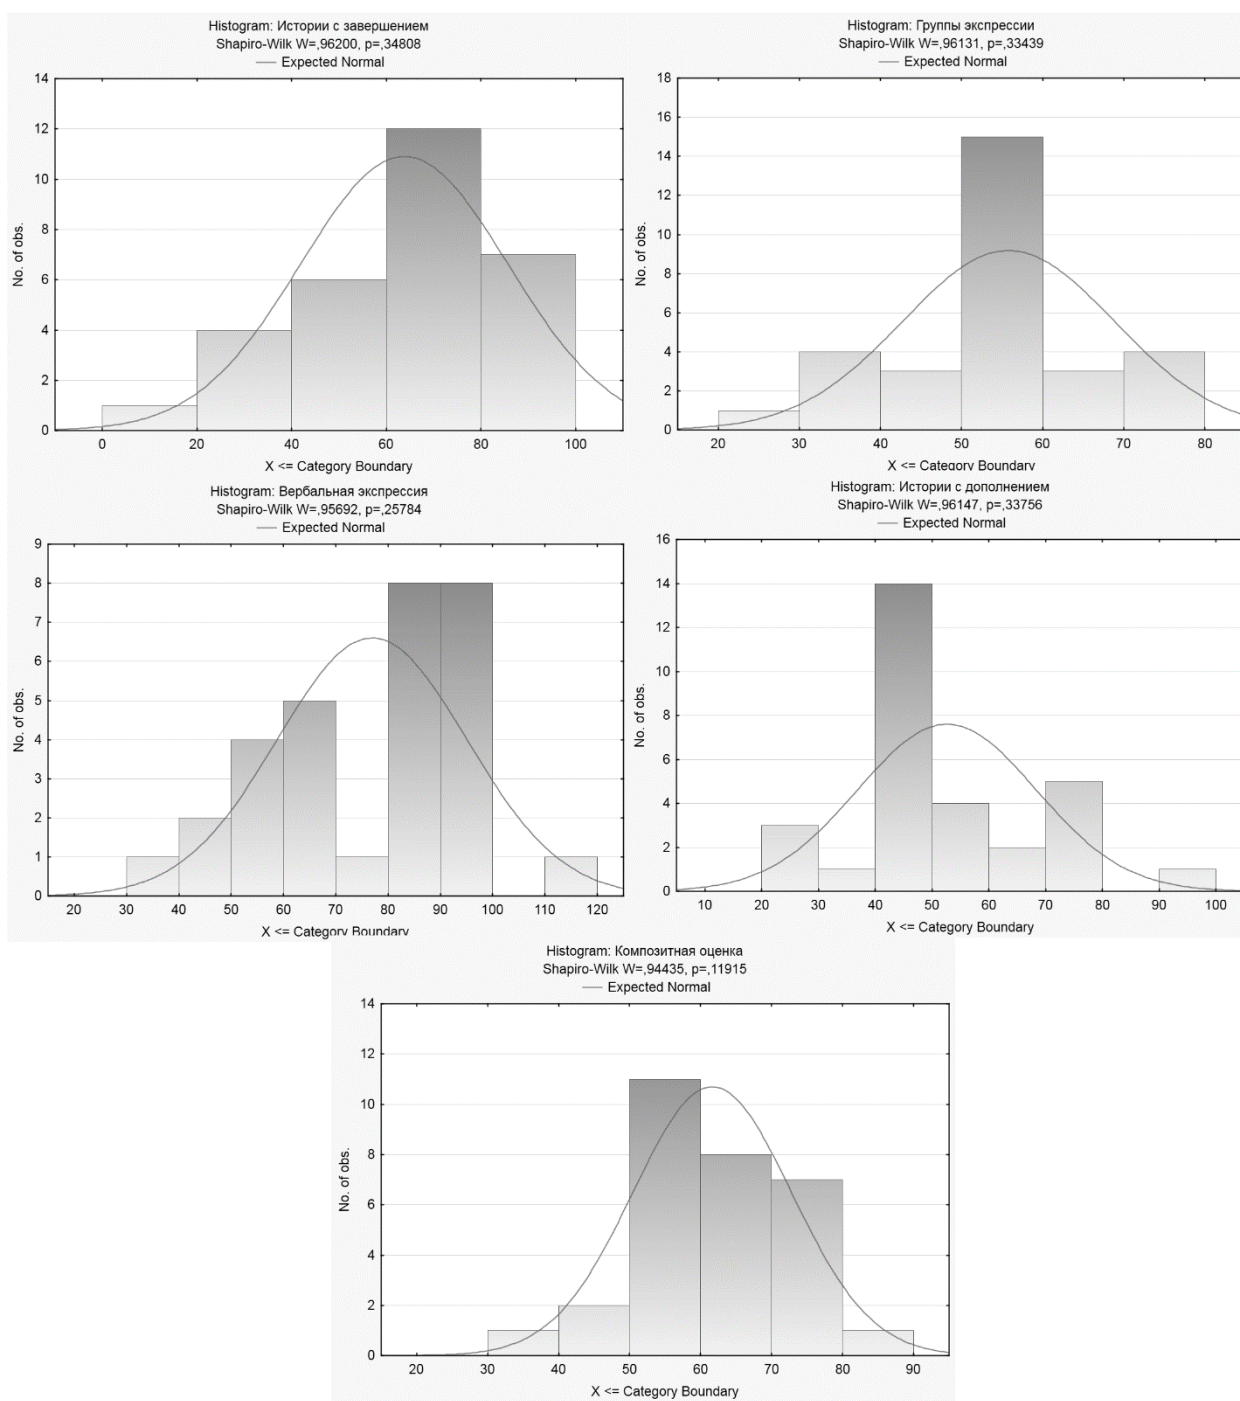 Histogram: Истории с завершением
Shapiro-Wilk W=,96200, p=,34808
Expected Normal
14
12
10
8
6
4
2
0
No. of obs.
0 20 40 60 80 100
X <= Category Boundary
Histogram: Группы экспрессии
Shapiro-Wilk W=,96131, p=,33439
Expected Normal
18
16
14
12
10
8
6
4
2
0
No. of obs.
20 30 40 50 60 70 80
X <= Category Boundary
Histogram: Вербальная экспрессия
Shapiro-Wilk W=,95692, p=,25784
Expected Normal
9
8
7
6
5
4
3
2
1
0
No. of obs.
20 30 40 50 60 70 80 90 100 110 120
X <= Category Boundary
Histogram: Истории с дополнением
Shapiro-Wilk W=,96147, p=,33756
Expected Normal
16
14
12
10
8
6
4
2
0
No. of obs.
10 20 30 40 50 60 70 80 90 100
X <= Category Boundary
Histogram: Композитная оценка
Shapiro-Wilk W=,94435, p=,11915
Expected Normal
14
12
10
8
6
4
2
0
No. of obs.
20 30 40 50 60 70 80 90
X <= Category Boundary